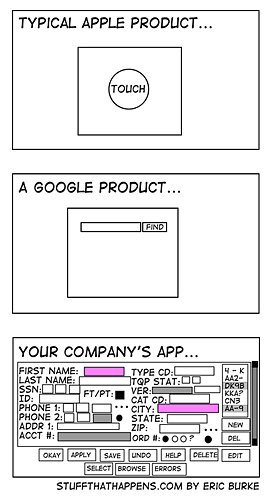 TYPICAL APPLE PRODUCT...
TOUCH
A GOOGLE PRODUCT...
FIND
YOUR COMPANY'S APP...
FIRST NAME: TYPE CD:
LAST NAME: TQP STAT:
SSN: VER:
ID: FT/PT: CAT CD:
PHONE 1: ... CITY:
PHONE 2: STATE:
ADDR 1: ZIP: ...
ACCT #: ORD #: ?
4 - K
AA2-
DK9B
KKA?
CN3
AA-9
NEW
DEL
OKAY APPLY SAVE UNDO HELP DELETE EDIT
SELECT BROWSE ERRORS
STUFFTHATHAPPENS.COM BY ERIC BURKE